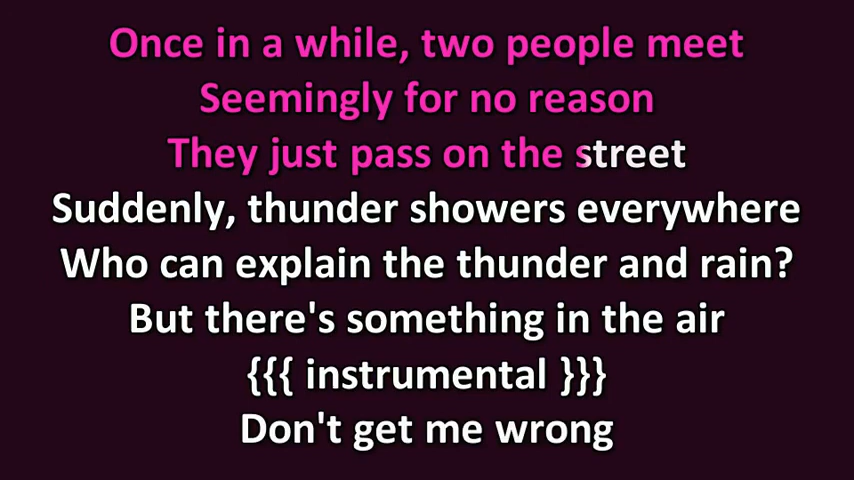 Once in a while, two people meet
Seemingly for no reason
They just pass on the street
Suddenly, thunder showers everywhere
Who can explain the thunder and rain?
But there's something in the air
{{{ instrumental }}}
Don't get me wrong